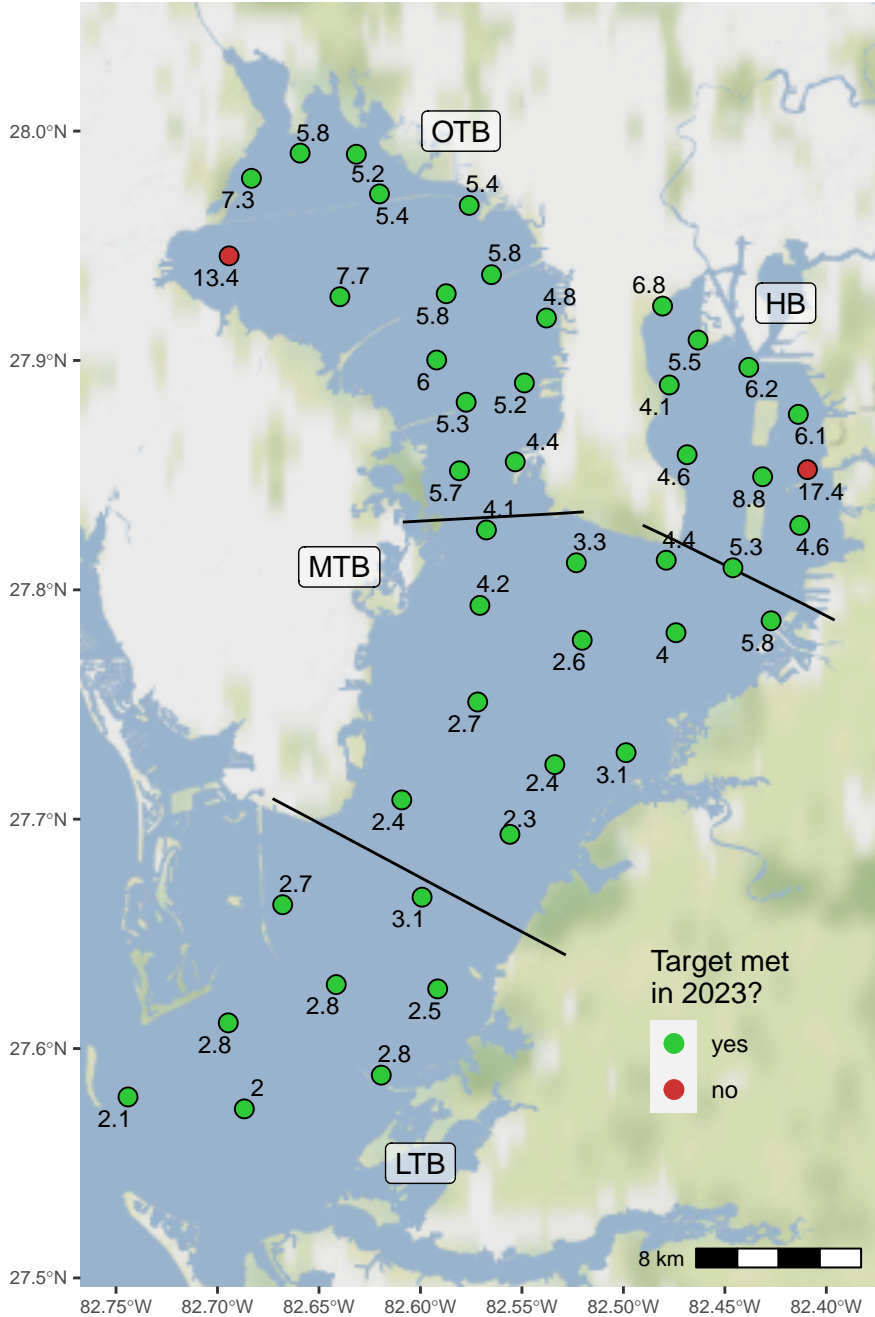 28.0°N
27.9°N
27.8°N
27.7°N
27.6°N
27.5°N
5.8
OTB
5.2
7.3
5.4
5.4
13.4
7.7
5.8
5.8
4.8
6.8
HB
5.5
6
5.2
4.1
6.2
5.3
6.1
4.4
4.6
5.7
8.8
17.4
4.1
4.6
3.3
4.4
5.3
MTB
4.2
2.6
4
5.8
2.7
2.4
3.1
2.4
2.3
2.7
3.1
2.8
2.5
2.8
2.8
2.1
2
LTB
Target met
in 2023?
yes
no
8 km
82.75°W
82.70°W
82.65°W
82.60°W
82.55°W
82.50°W
82.45°W
82.40°W